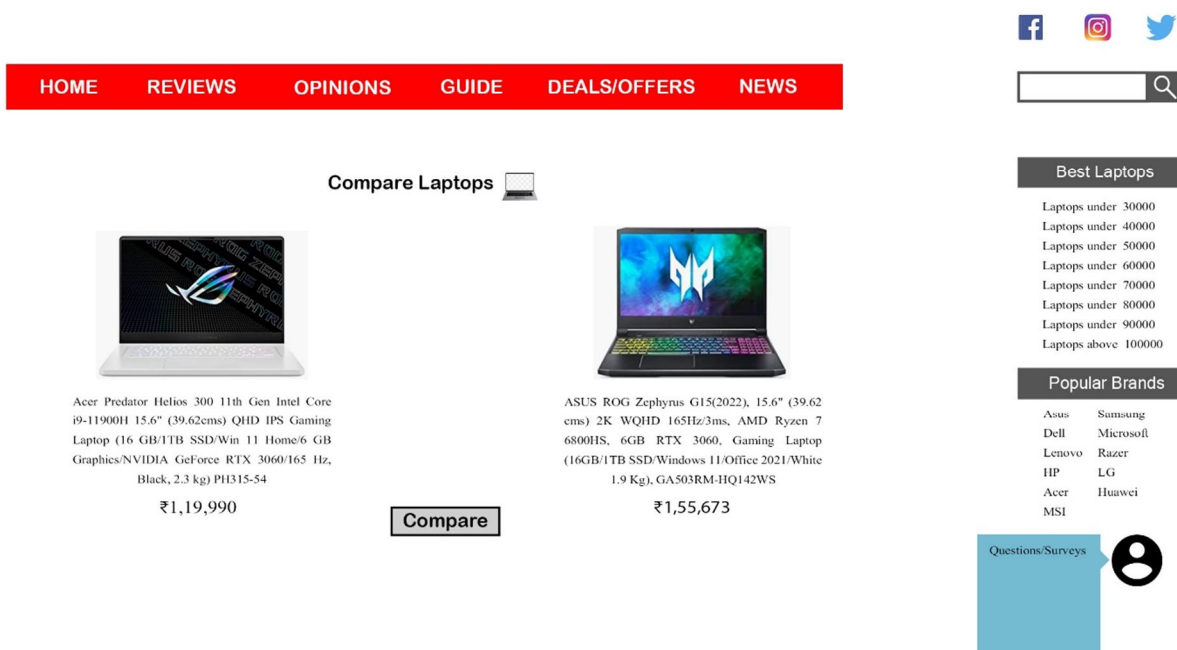 HOME REVIEWS OPINIONS GUIDE DEALS/OFFERS NEWS
Compare Laptops
Acer Predator Helios 300 11th Gen Intel Core
i9-11900H 15.6" (39.62cms) QHD IPS Gaming
Laptop (16 GB/1TB SSD/Win 11 Home/6 GB
Graphics/NVIDIA GeForce RTX 3060/165 Hz,
Black, 2.3 kg) PH315-54
₹1,19,990
ASUS ROG Zephyrus G15(2022), 15.6" (39.62
cms) 2K WQHD 165Hz/3ms, AMD Ryzen 7
6800HS, 6GB RTX 3060, Gaming Laptop
(16GB/1TB SSD/Windows 11/Office 2021/White
1.9 Kg), GA503RM-HQ142WS
₹1,55,673
Compare
Best Laptops
Laptops under 30000
Laptops under 40000
Laptops under 50000
Laptops under 60000
Laptops under 70000
Laptops under 80000
Laptops under 90000
Laptops above 100000
Popular Brands
Asus Samsung
Dell Microsoft
Lenovo Razer
HP LG
Acer Huawei
MSI
Questions/Surveys